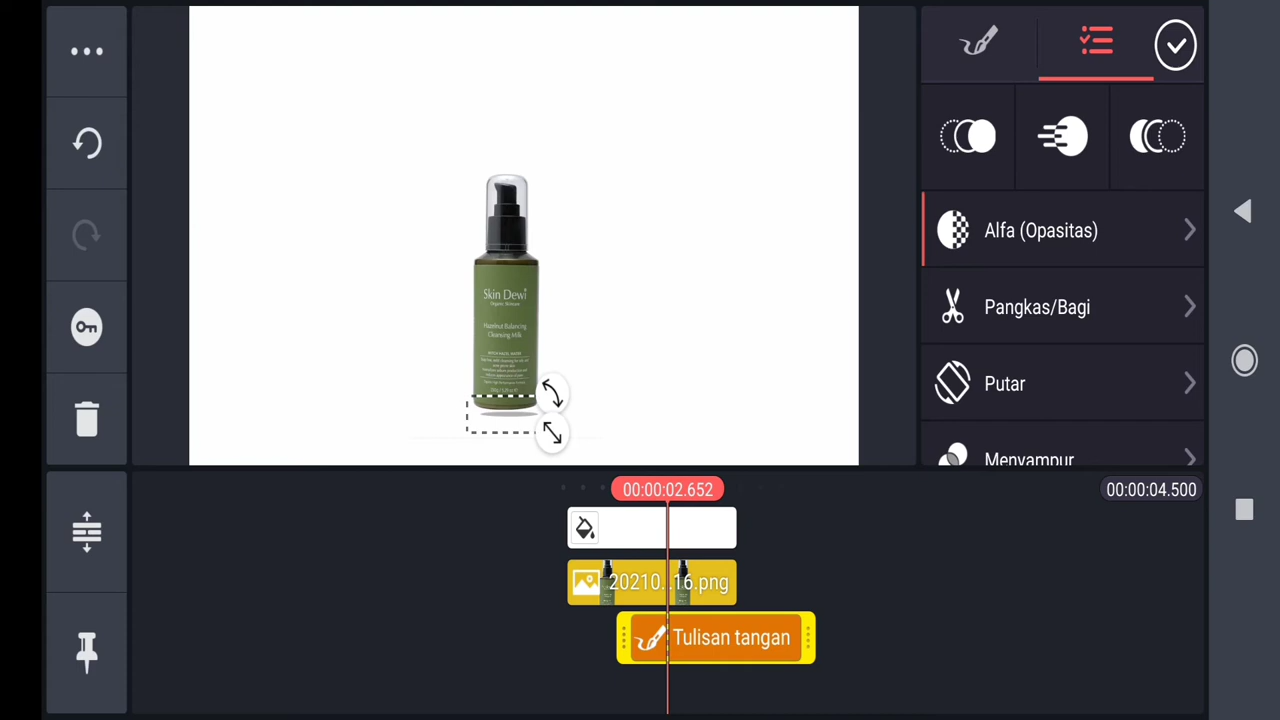 Alfa (Opasitas)
Pangkas/Bagi
Putar
Menyampur
Skin Dewi
Organic Skincare
Hazelnut Balancing
Cleansing Milk
00:00:02.652
00:00:04.500
20210..16.png
Tulisan tangan